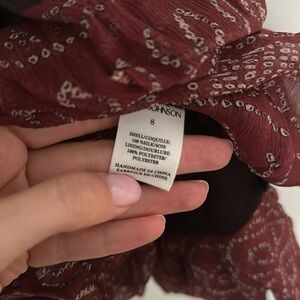 JOHNSON
8
SHELL/COQUILLE:
100%SILK/SOIE
LINING/DOUBLURE:
100% POLYESTER/
POLYESTER
HANDMADE IN CHINA
FABRIQUE EN CHINE